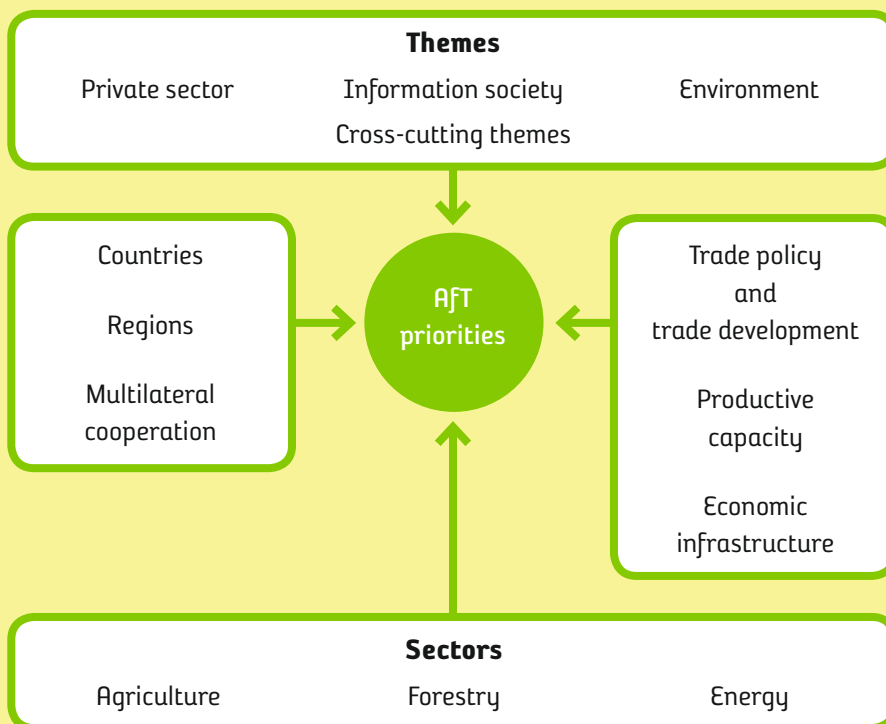 Themes
Private sector Information society Environment
Cross-cutting themes
Countries
Regions
Multilateral
cooperation
AfT
priorities
Trade policy
and
trade development
Productive
capacity
Economic
infrastructure
Sectors
Agriculture Forestry Energy